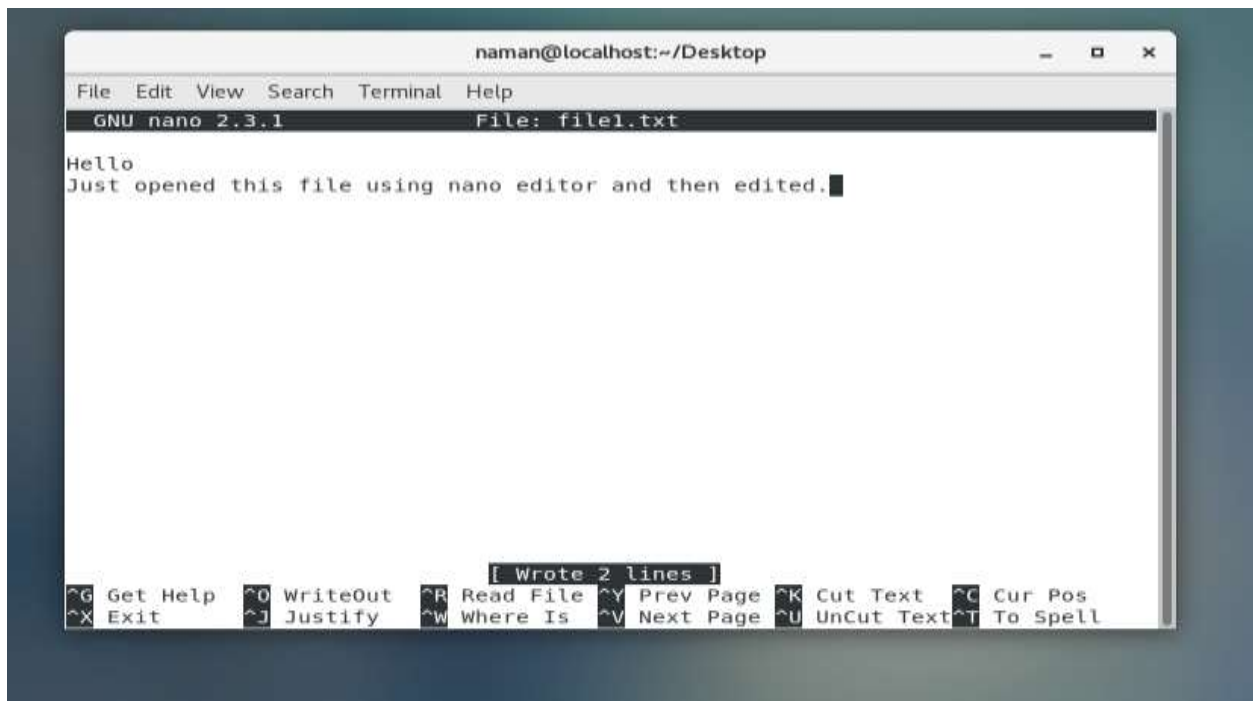 naman@localhost:~/Desktop
File Edit View Search Terminal Help
GNU nano 2.3.1 File: file1.txt
Hello
Just opened this file using nano editor and then edited.
[ Wrote 2 lines ]
^G Get Help ^O WriteOut ^R Read File ^Y Prev Page ^K Cut Text ^C Cur Pos
^X Exit ^J Justify ^W Where Is ^V Next Page ^U UnCut Text ^T To Spell